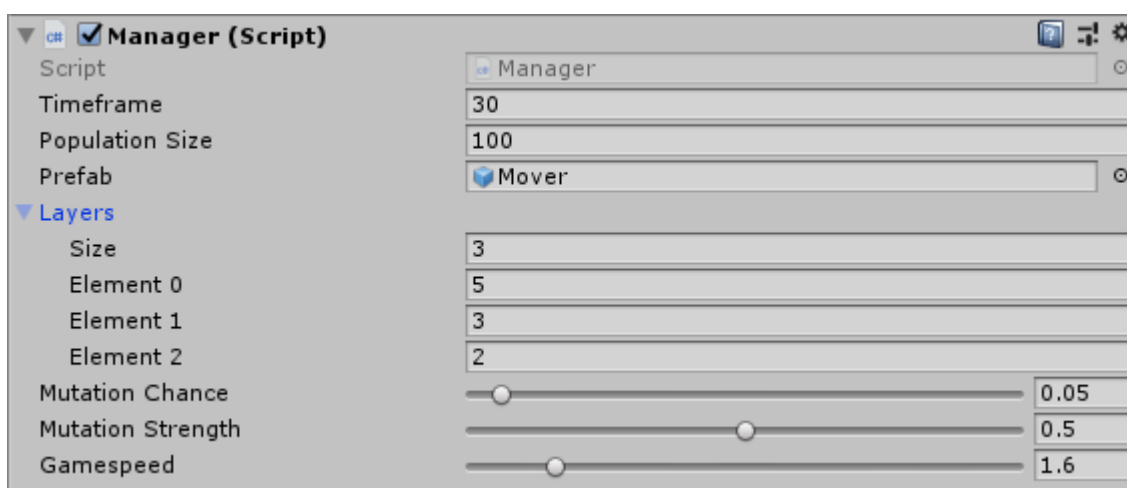 Manager (Script)
Script Manager
Timeframe 30
Population Size 100
Prefab Mover
Layers
Size 3
Element 0 5
Element 1 3
Element 2 2
Mutation Chance 0.05
Mutation Strength 0.5
Gamespeed 1.6